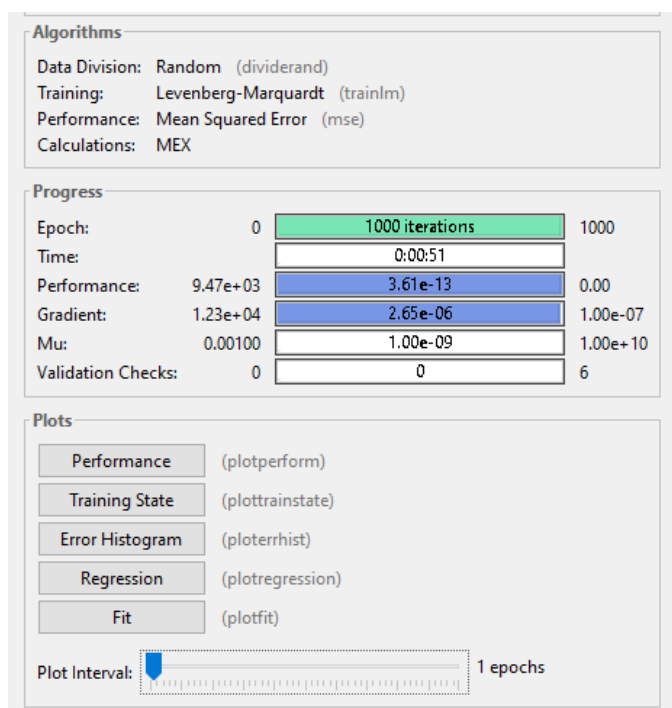 Algorithms
Data Division: Random (dividerand)
Training: Levenberg-Marquardt (trainlm)
Performance: Mean Squared Error (mse)
Calculations: MEX
Progress
Epoch: 0 1000 iterations 1000
Time: 0:00:51
Performance: 9.47e+03 3.61e-13 0.00
Gradient: 1.23e+04 2.65e-06 1.00e-07
Mu: 0.00100 1.00e-09 1.00e+10
Validation Checks: 0 0 6
Plots
Performance (plotperform)
Training State (plottrainstate)
Error Histogram (ploterrhist)
Regression (plotregression)
Fit (plotfit)
Plot Interval: 1 epochs